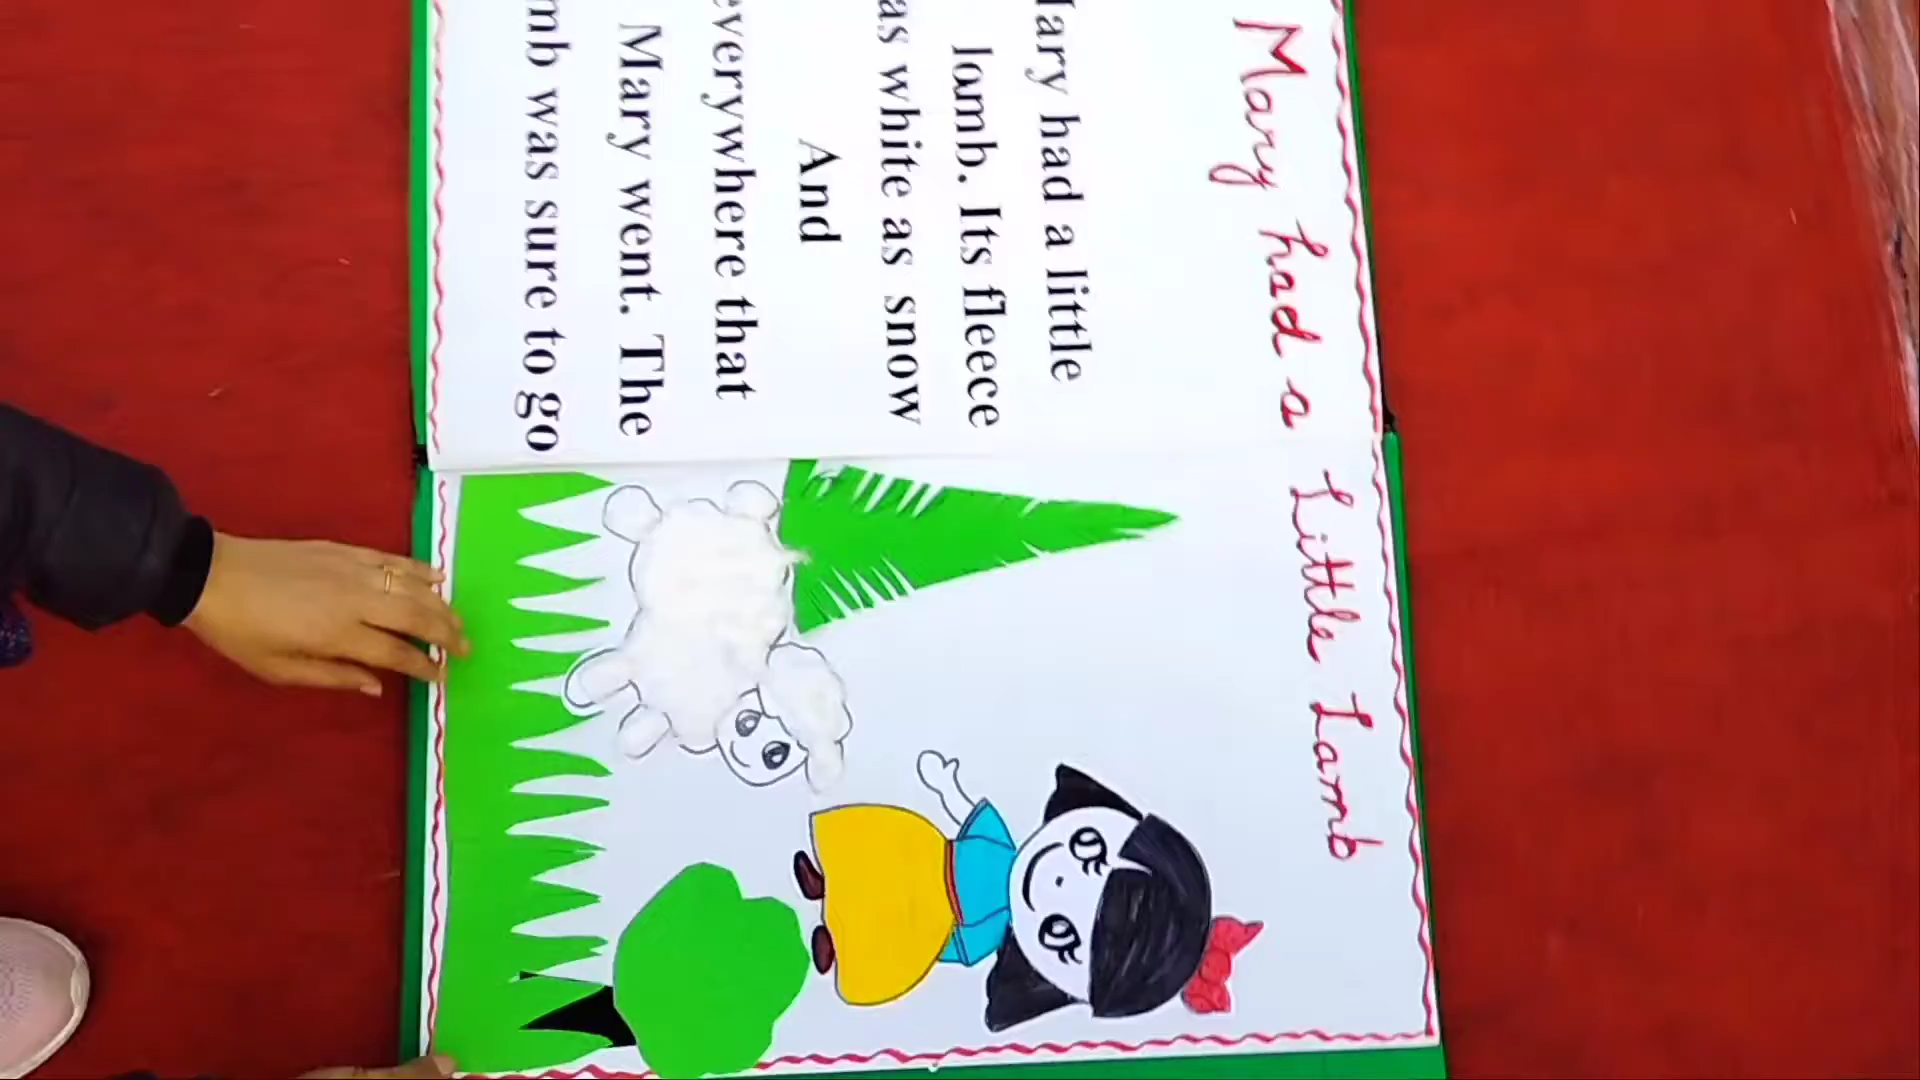 Mary had a Little Lamb
Mary had a little
lamb. Its fleece
as white as snow
And
everywhere that
Mary went. The
mb was sure to go